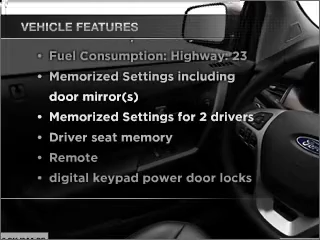 VEHICLE FEATURES
• Fuel Consumption: Highway: 23
• Memorized Settings including
door mirror(s)
• Memorized Settings for 2 drivers
• Driver seat memory
• Remote
• digital keypad power door locks
Ford